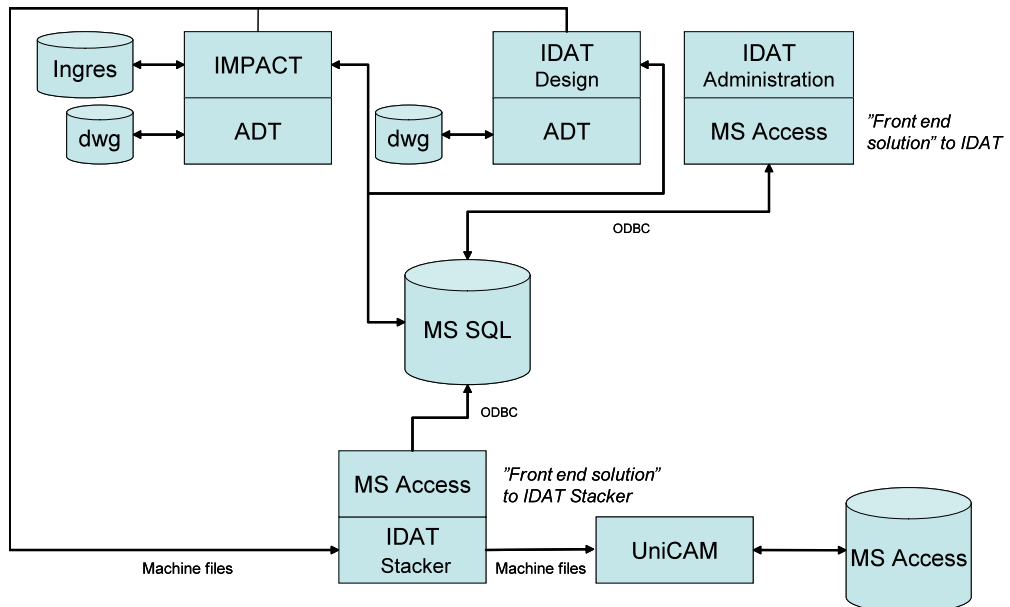 Ingres
IMPACT
dwg
ADT
IDAT
Design
dwg
ADT
IDAT
Administration
MS Access
”Front end
solution” to IDAT
ODBC
MS SQL
ODBC
MS Access
”Front end solution”
to IDAT Stacker
IDAT
Stacker
UniCAM
MS Access
Machine files
Machine files